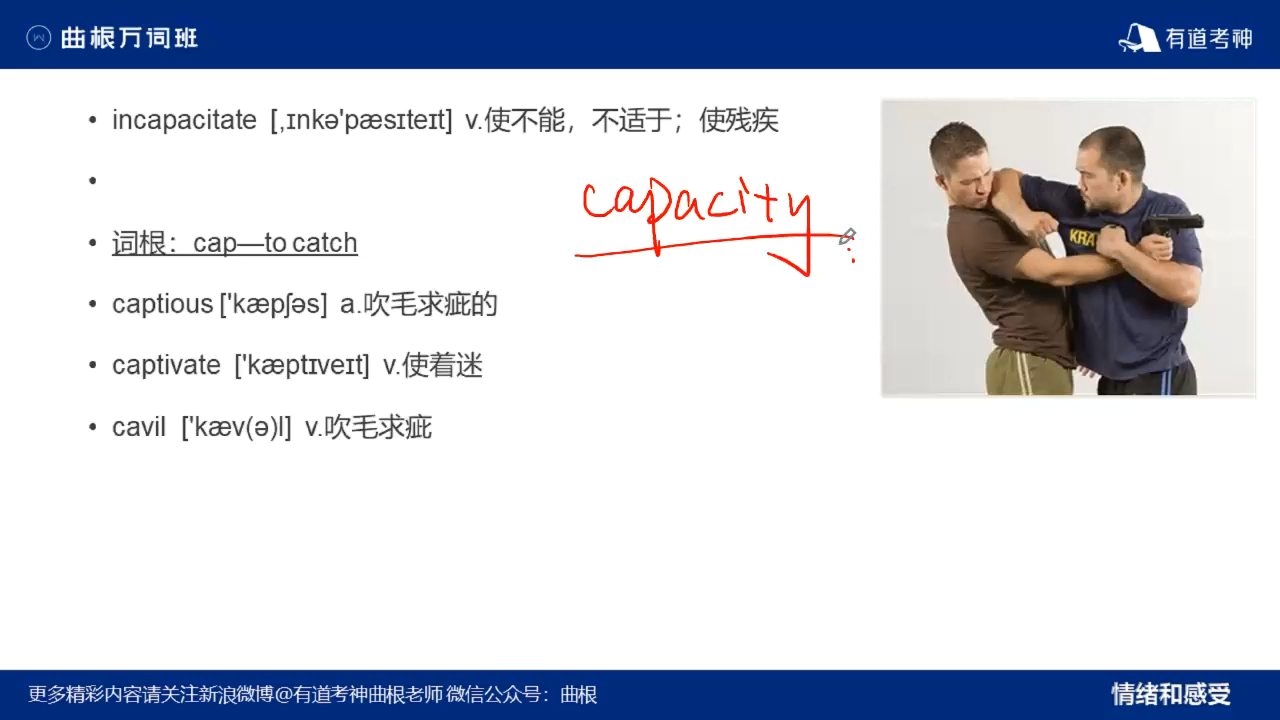 曲根万词班
有道考神
• incapacitate [ˌɪnkə'pæsɪteɪt] v.使不能，不适于；使残疾
capacity
• 词根：cap—to catch
• captious ['kæpʃəs] a.吹毛求疵的
• captivate ['kæptɪveɪt] v.使着迷
• cavil ['kæv(ə)l] v.吹毛求疵
KRA
更多精彩内容请关注新浪微博@有道考神曲根老师 微信公众号：曲根
情绪和感受